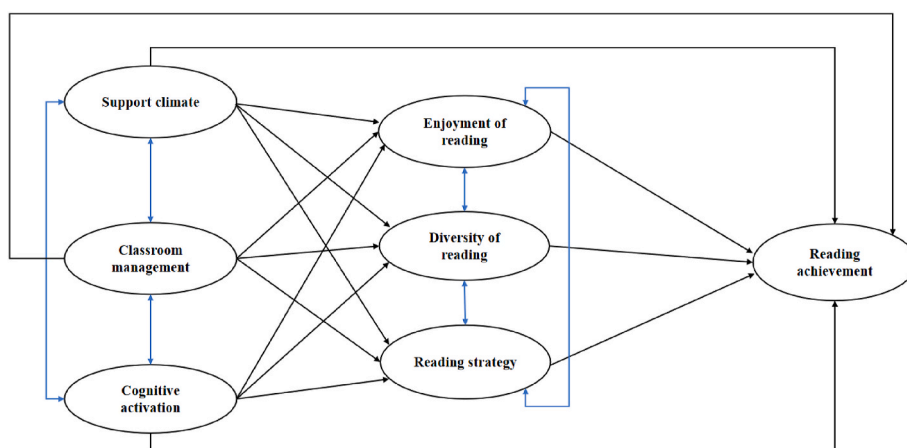 Support climate
Enjoyment of
reading
Classroom
management
Diversity of
reading
Reading
achievement
Cognitive
activation
Reading strategy